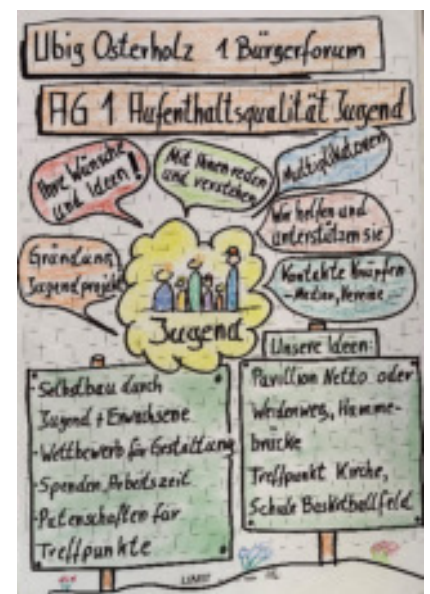 Ubig Osterholz 1 Bürgerforum
AG 1 Aufenthaltsqualität Jugend
Ihre Wünsche
und Ideen!
Mit Ihnen reden
und verstehen
Multiplikatoren
Wir helfen und
unterstützen sie
Gründung
Jugendprojekt
Kontakte Knüpfen
- Medien, Vereine -
Jugend
Unsere Ideen:
- Selbstbau durch
Jugend + Erwachsene
- Wettbewerb für Gestaltung
- Spenden, Arbeitszeit
- Patenschaften für
Treffpunkte
Pavillion Netto oder
Weidenweg, Hamme-
brücke
Treffpunkt Kirche,
Schule Basketballfeld